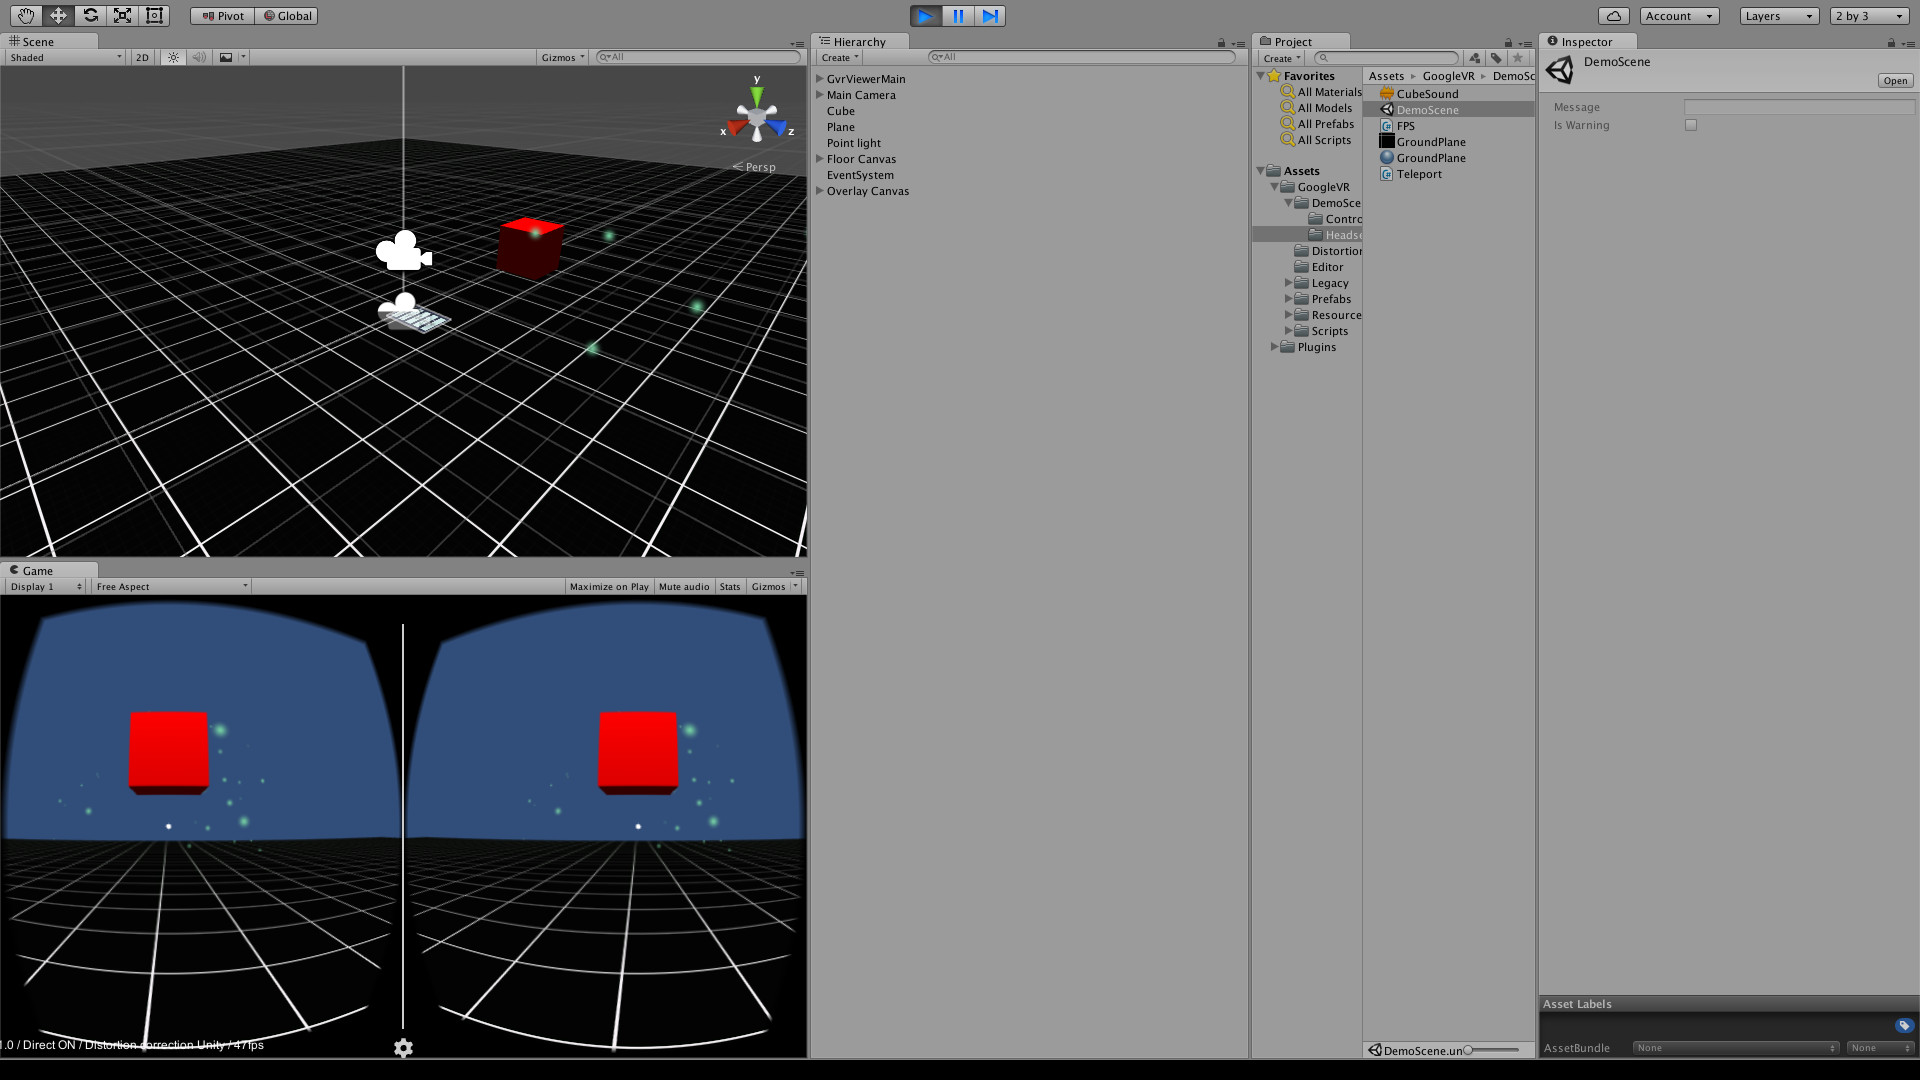 Pivot
Global
Account
Layers
2 by 3
Scene
Shaded
2D
Gizmos
All
y
x
z
Persp
Game
Display 1
Free Aspect
Maximize on Play
Mute audio
Stats
Gizmos
1.0 / Direct ON / Distortion correction Unity / 47fps
Hierarchy
Create
All
GvrViewerMain
Main Camera
Cube
Plane
Point light
Floor Canvas
EventSystem
Overlay Canvas
Project
Create
Favorites
All Materials
All Models
All Prefabs
All Scripts
Assets
GoogleVR
DemoSce
Contro
Headse
Distortion
Editor
Legacy
Prefabs
Resource
Scripts
Plugins
Assets
GoogleVR
DemoSc
CubeSound
DemoScene
FPS
GroundPlane
GroundPlane
Teleport
DemoScene.un
Inspector
DemoScene
Open
Message
Is Warning
Asset Labels
AssetBundle
None
None